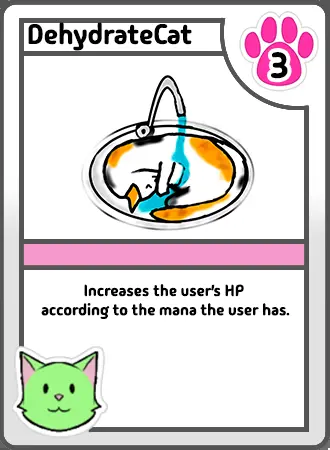 DehydrateCat
3
Increases the user's HP
according to the mana the user has.